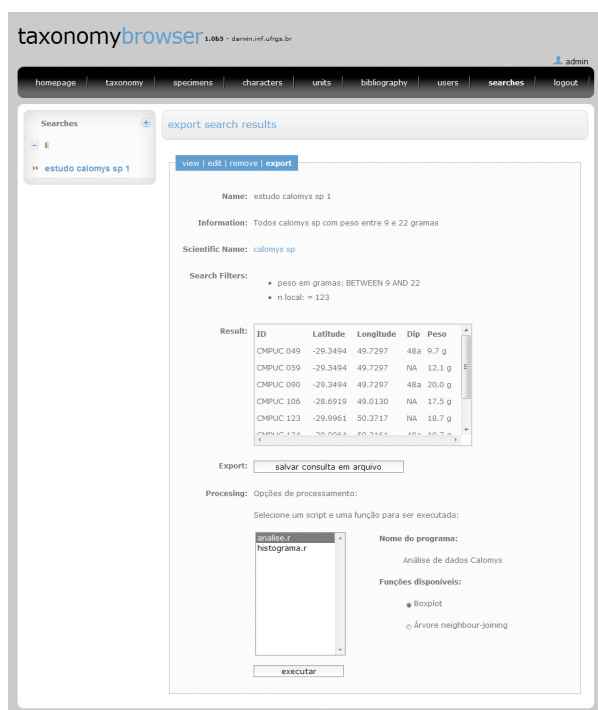 taxonomybrowser 1.0b5 - darwin.inf.ufrgs.br
admin
homepage taxonomy specimens characters units bibliography users searches logout
Searches
E
›› estudo calomys sp 1
export search results
view | edit | remove | export
Name: estudo calomys sp 1
Information: Todos calomys sp com peso entre 9 e 22 gramas
Scientific Name: calomys sp
Search Filters:
• peso em gramas: BETWEEN 9 AND 22
• n local: = 123
Result:
ID Latitude Longitude Dip Peso
CMPUC 049 -29.3494 49.7297 48a 9.7 g
CMPUC 059 -29.3494 49.7297 NA 12.1 g
CMPUC 090 -29.3494 49.7297 48a 20.0 g
CMPUC 106 -28.6919 49.0130 NA 17.5 g
CMPUC 123 -29.9961 50.3717 NA 18.7 g
Export: salvar consulta em arquivo
Procesing: Opções de processamento:
Selecione um script e uma função para ser executada:
analise.r
histograma.r
Nome do programa:
Análise de dados Calomys
Funções disponíveis:
Boxplot
Árvore neighbour-joining
executar